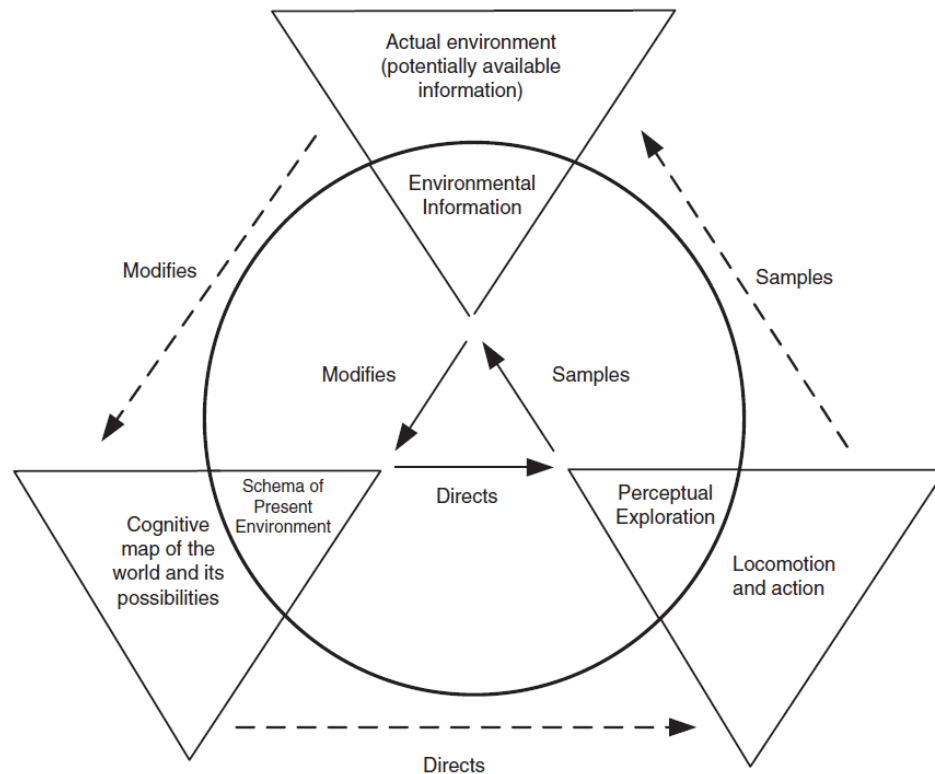 Actual environment
(potentially available
information)
Environmental
Information
Modifies
Samples
Modifies
Samples
Schema of
Present
Environment
Directs
Perceptual
Exploration
Cognitive
map of the
world and its
possibilities
Locomotion
and action
Directs